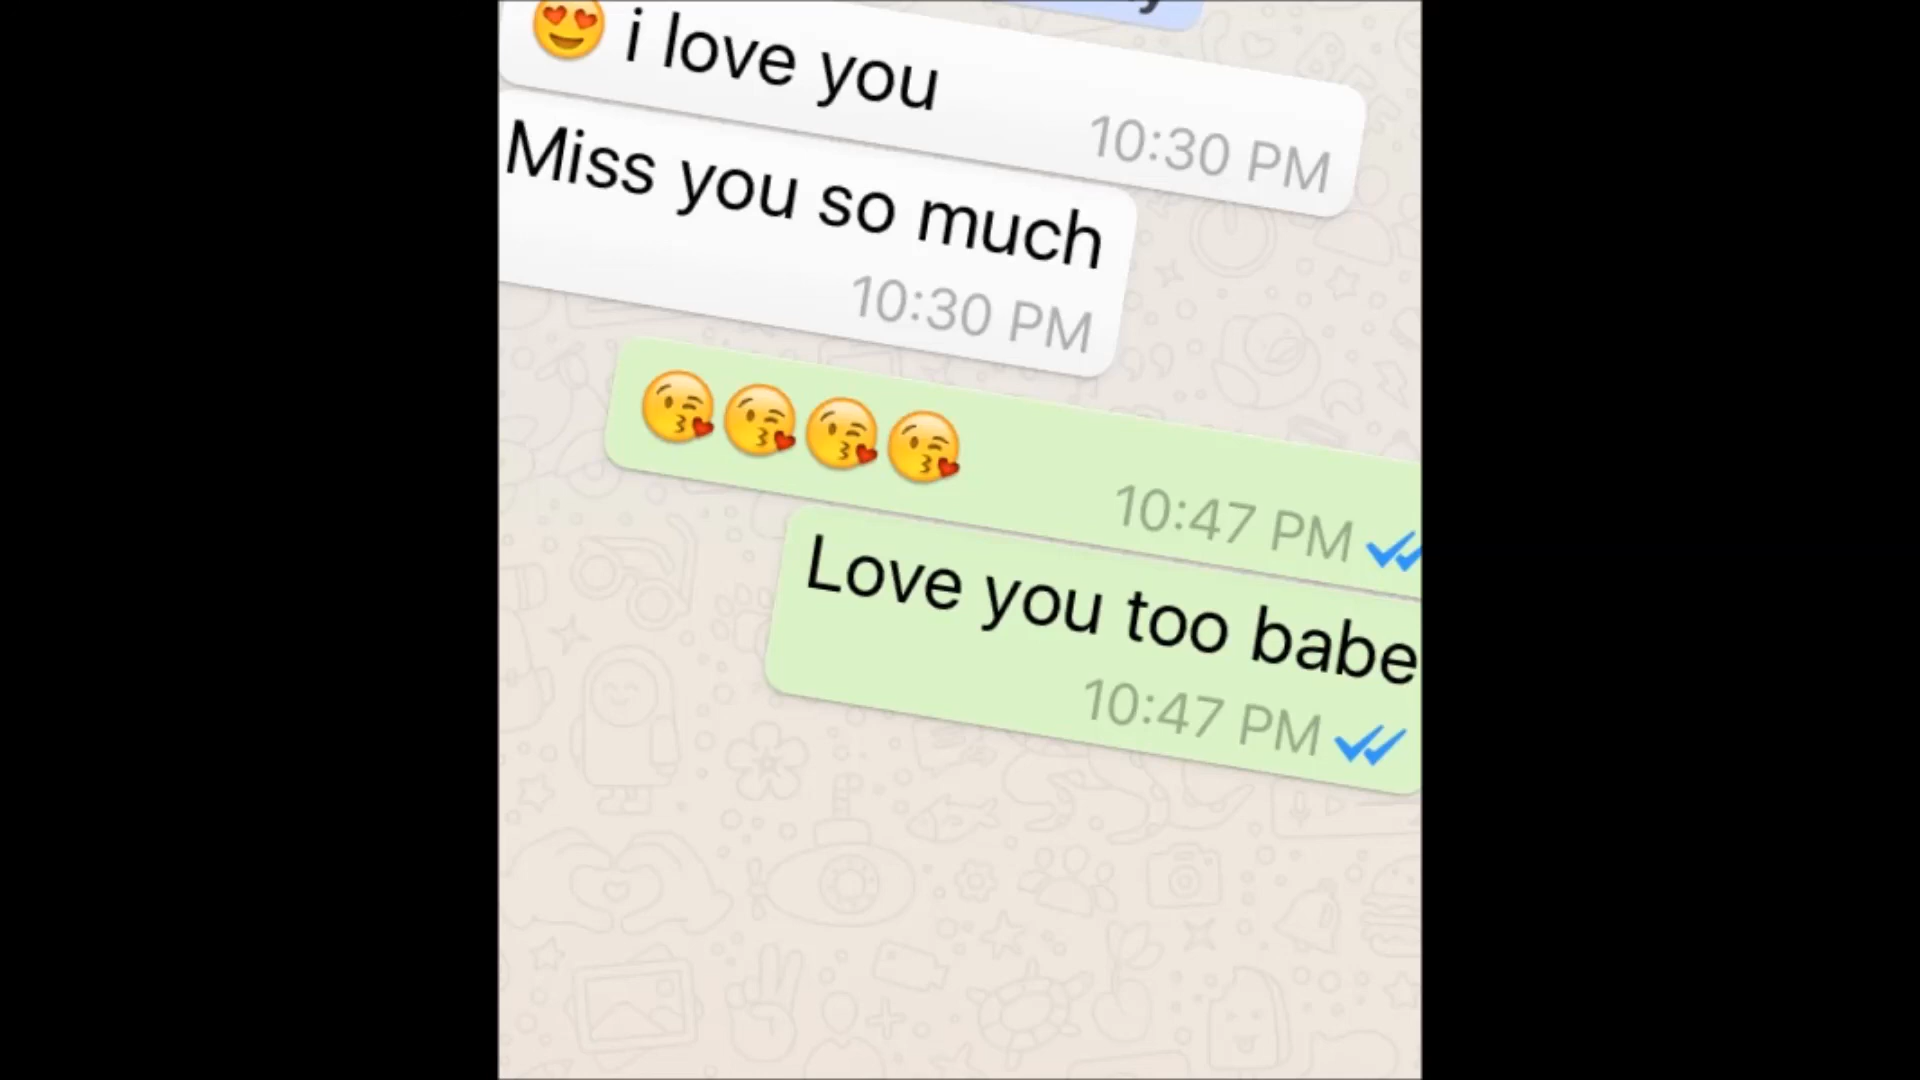 😍 i love you
10:30 PM
Miss you so much
10:30 PM
😘😘😘😘
10:47 PM
Love you too babe
10:47 PM